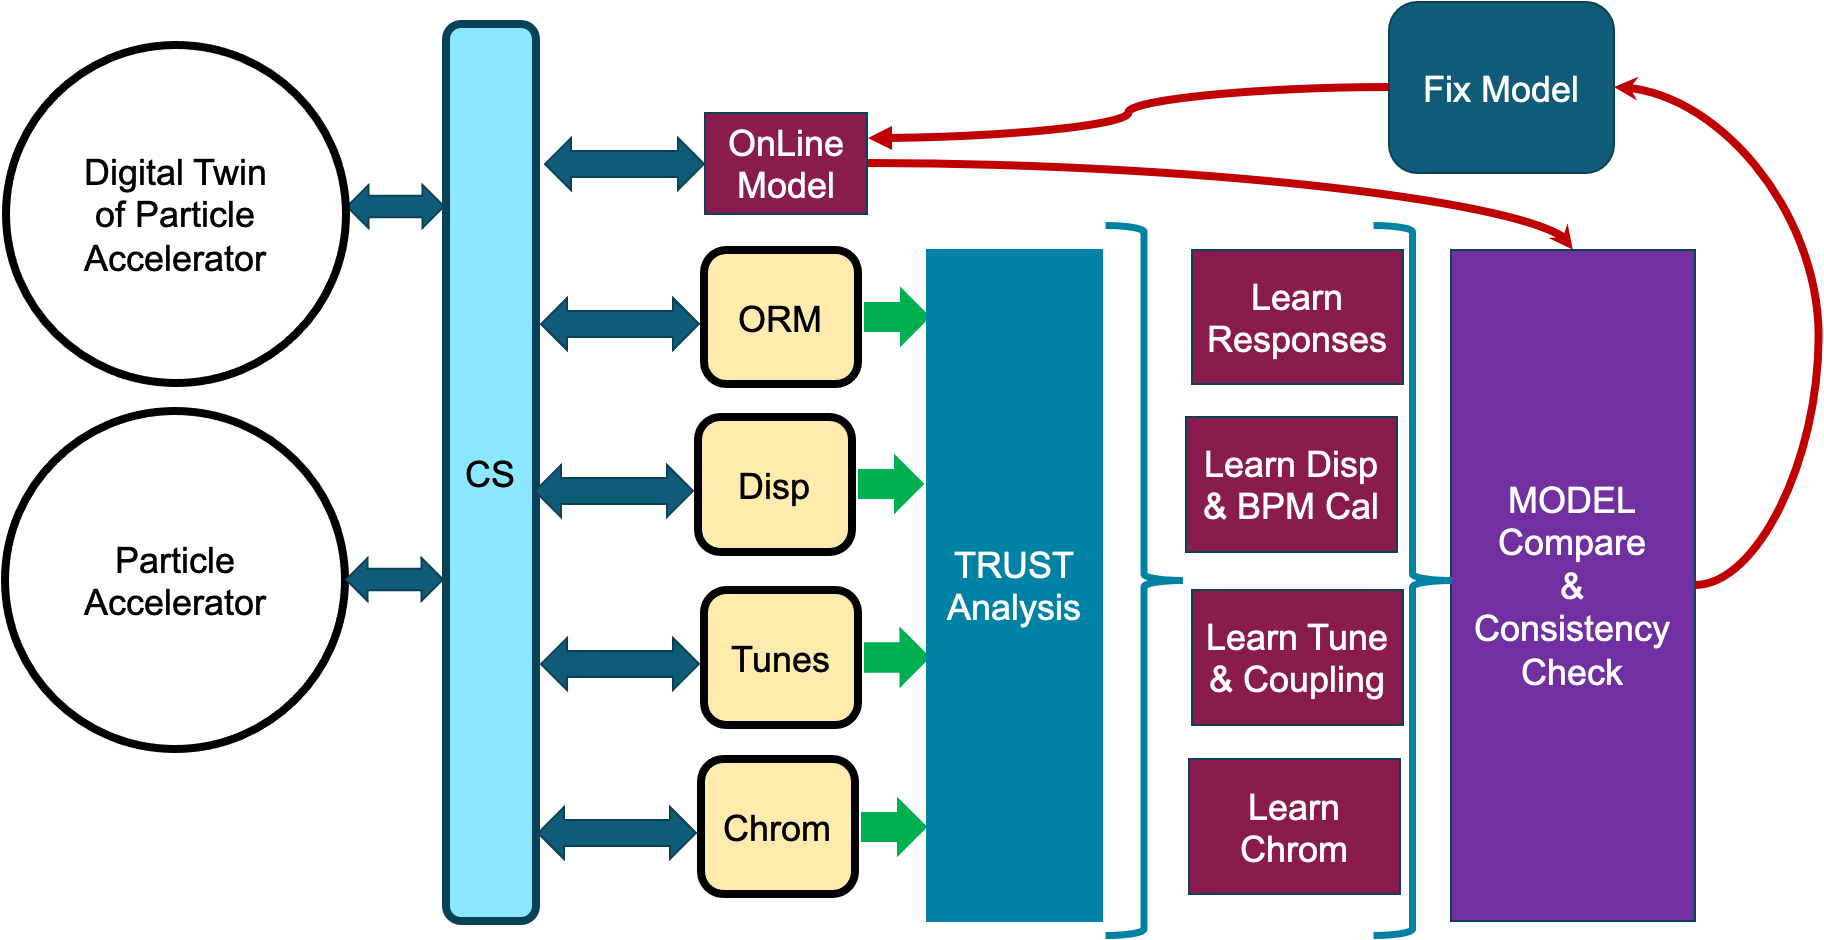 Digital Twin
of Particle
Accelerator
Particle
Accelerator
CS
OnLine
Model
ORM
Disp
Tunes
Chrom
TRUST
Analysis
Learn
Responses
Learn Disp
& BPM Cal
Learn Tune
& Coupling
Learn
Chrom
MODEL
Compare
&
Consistency
Check
Fix Model